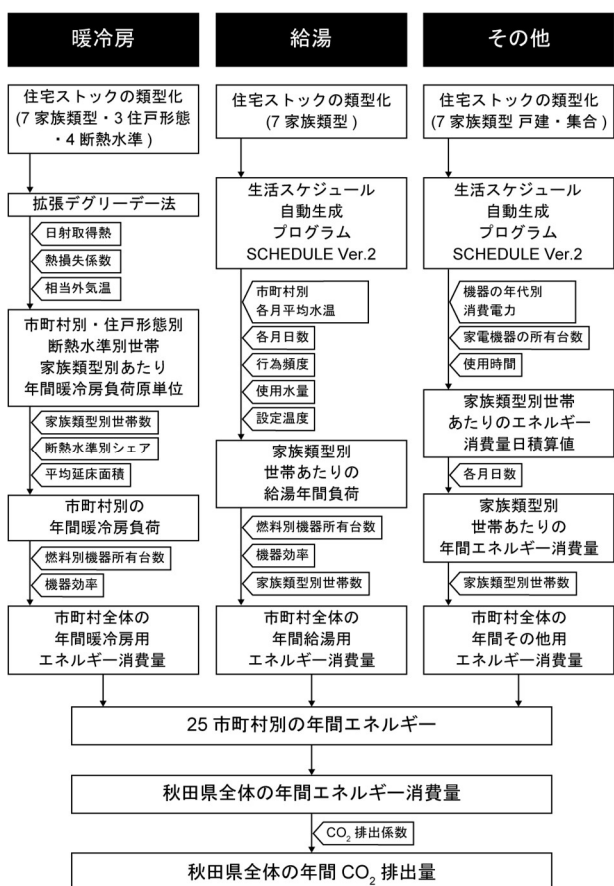 暖冷房
住宅ストックの類型化
(7 家族類型・3 住戸形態
・4 断熱水準 )
拡張デグリーデー法
日射取得熱
熱損失係数
相当外気温
市町村別・住戸形態別
断熱水準別世帯
家族類型別あたり
年間暖冷房負荷原単位
家族類型別世帯数
断熱水準別シェア
平均延床面積
市町村別の
年間暖冷房負荷
燃料別機器所有台数
機器効率
市町村全体の
年間暖冷房用
エネルギー消費量
給湯
住宅ストックの類型化
(7 家族類型)
生活スケジュール
自動生成
プログラム
SCHEDULE Ver.2
市町村別
各月平均水温
各月日数
行為頻度
使用水量
設定温度
家族類型別
世帯あたりの
給湯年間負荷
燃料別機器所有台数
機器効率
家族類型別世帯数
市町村全体の
年間給湯用
エネルギー消費量
その他
住宅ストックの類型化
(7 家族類型 戸建・集合)
生活スケジュール
自動生成
プログラム
SCHEDULE Ver.2
機器の年代別
消費電力
家電機器の所有台数
使用時間
家族類型別世帯
あたりのエネルギー
消費量日積算値
各月日数
家族類型別
世帯あたりの
年間エネルギー消費量
家族類型別世帯数
市町村全体の
年間その他用
エネルギー消費量
25 市町村別の年間エネルギー
秋田県全体の年間エネルギー消費量
CO₂ 排出係数
秋田県全体の年間 CO₂ 排出量